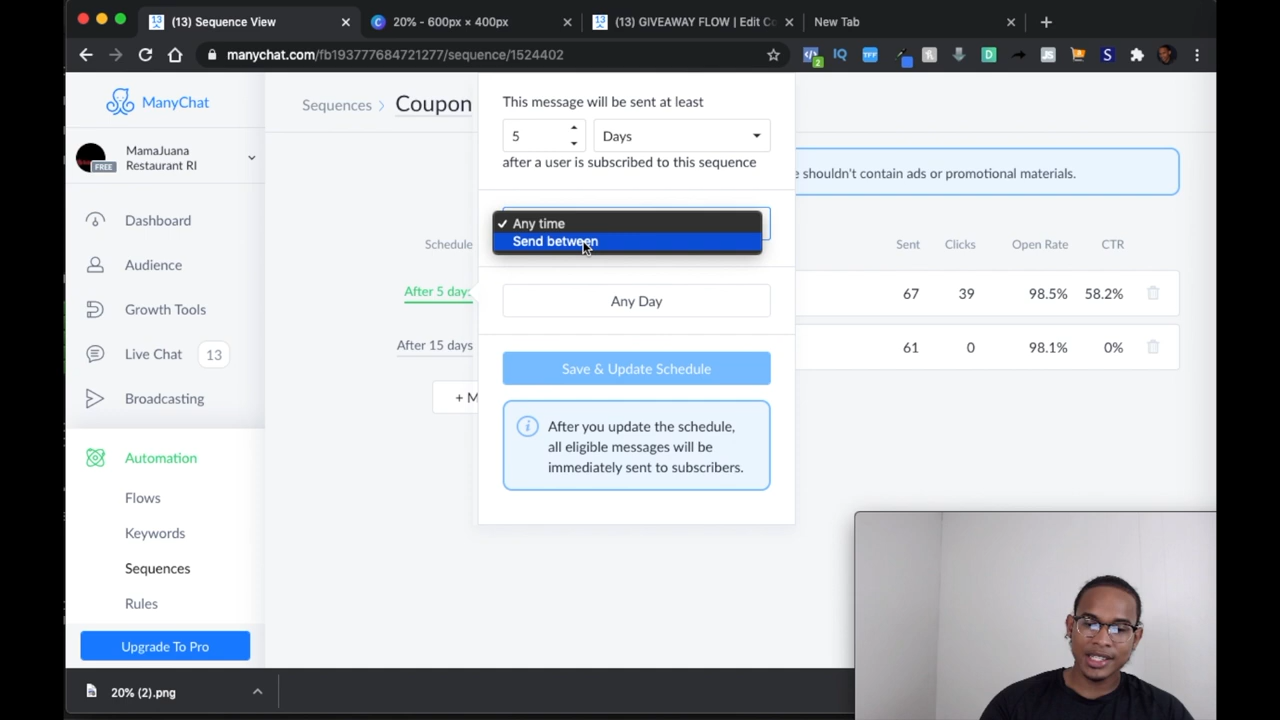 (13) Sequence View
20% - 600px × 400px
(13) GIVEAWAY FLOW | Edit Co
New Tab
manychat.com/fb193777684721277/sequence/1524402
ManyChat
Sequences
Coupon
MamaJuana
Restaurant RI
FREE
Dashboard
Audience
Growth Tools
Live Chat
13
Broadcasting
Automation
Flows
Keywords
Sequences
Rules
Upgrade To Pro
Schedule
After 5 day
After 15 days
+ M
This message will be sent at least
5
Days
after a user is subscribed to this sequence
✓ Any time
Send between
Any Day
Save & Update Schedule
After you update the schedule,
all eligible messages will be
immediately sent to subscribers.
e shouldn't contain ads or promotional materials.
Sent Clicks Open Rate CTR
67 39 98.5% 58.2%
61 0 98.1% 0%
20% (2).png